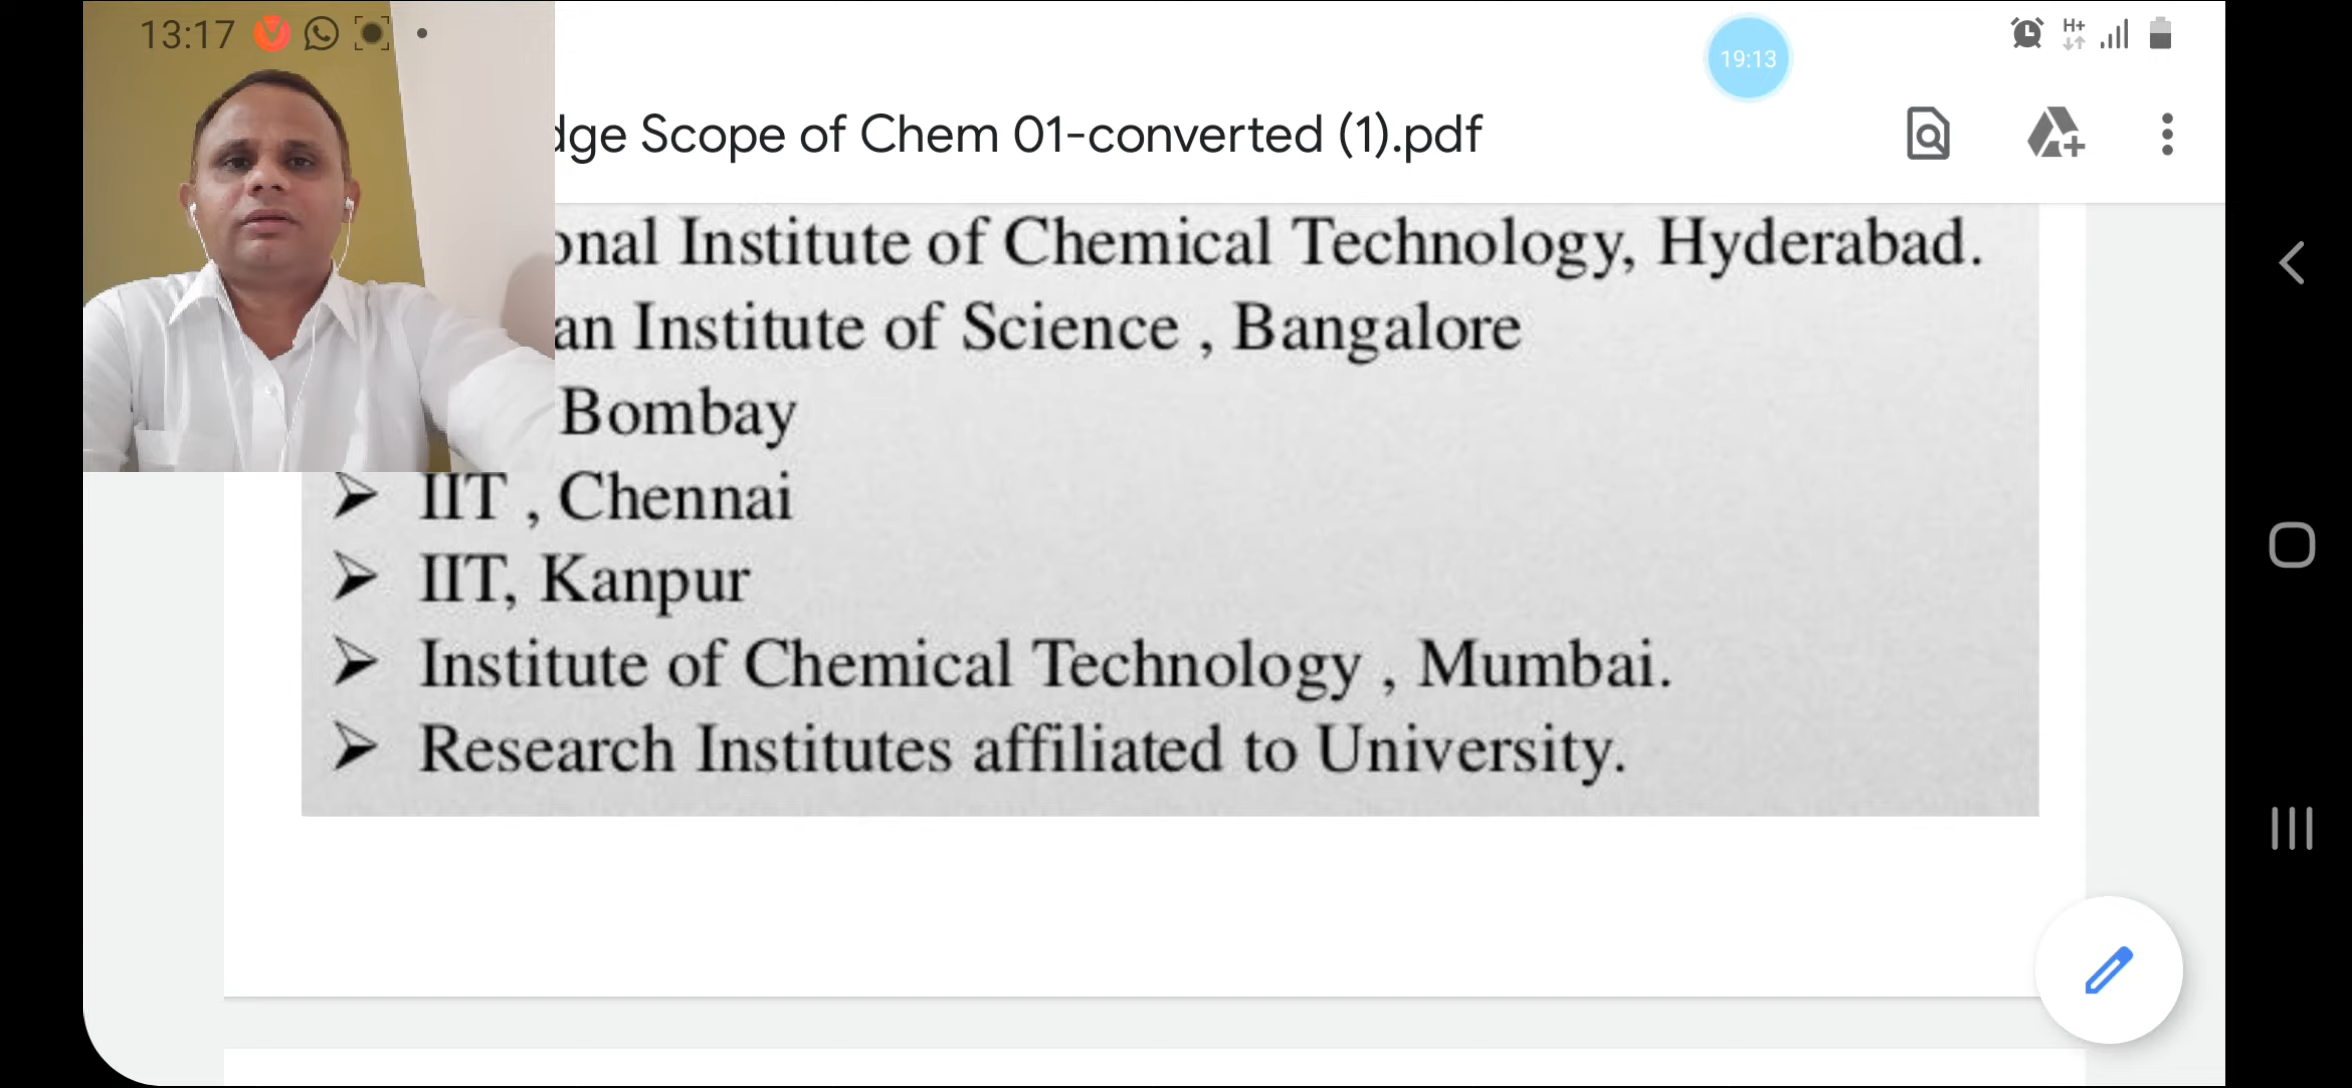 13:17
19:13
H+
dge Scope of Chem 01-converted (1).pdf
onal Institute of Chemical Technology, Hyderabad.
an Institute of Science , Bangalore
Bombay
➢ IIT , Chennai
➢ IIT, Kanpur
➢ Institute of Chemical Technology , Mumbai.
➢ Research Institutes affiliated to University.